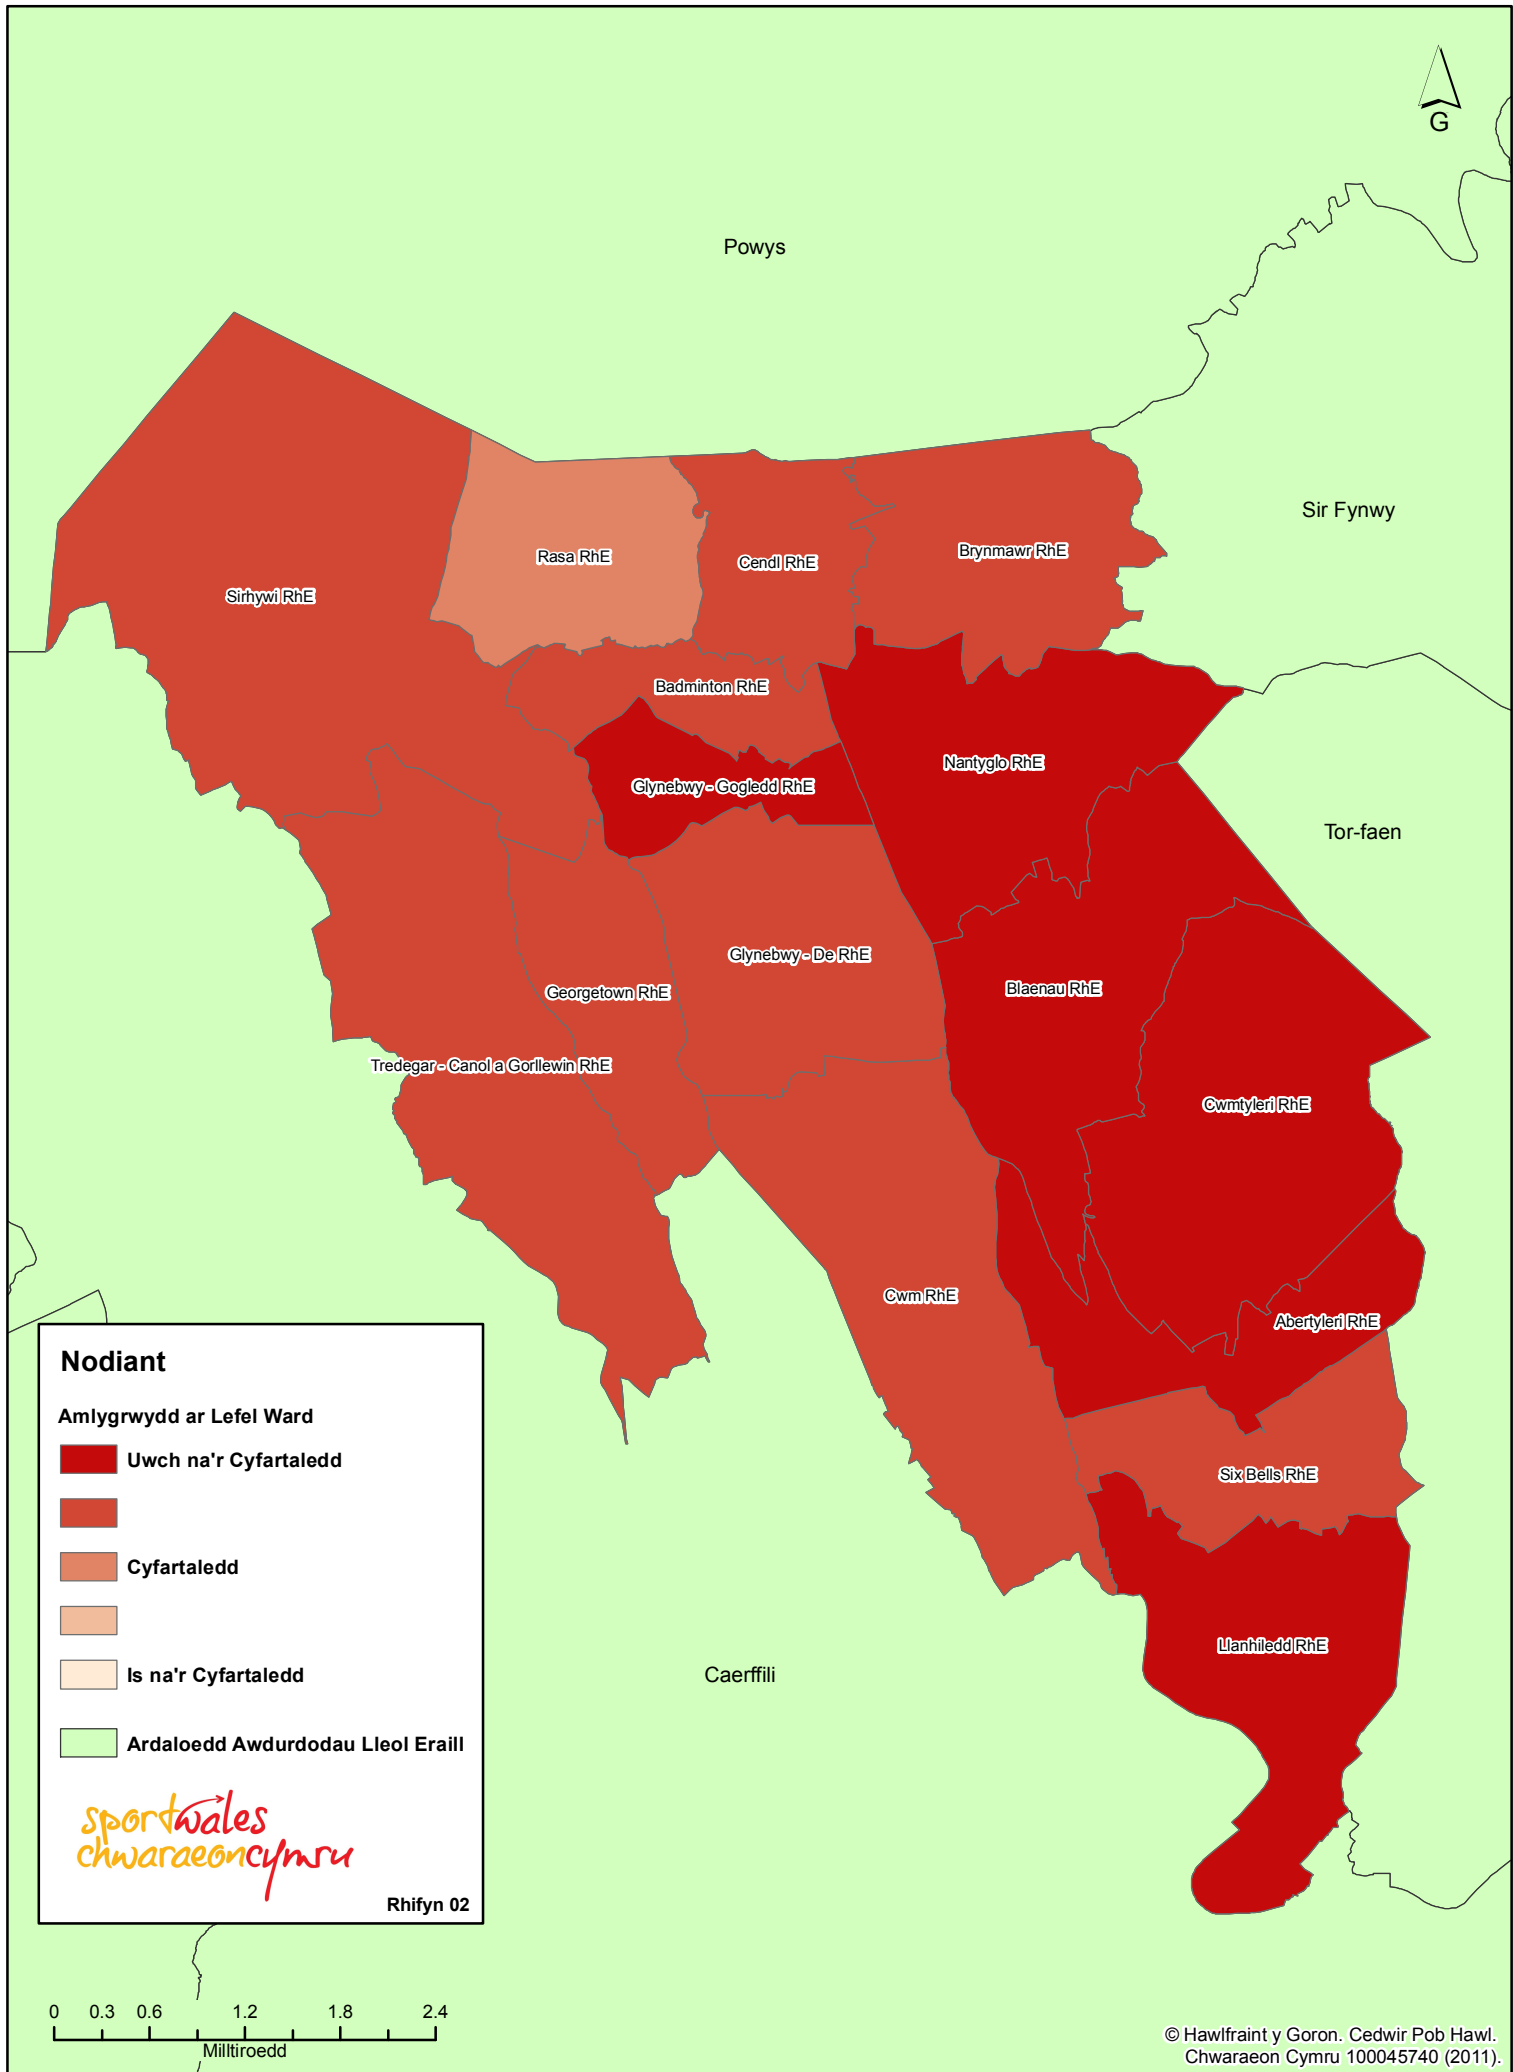 G
Powys
Sir Fynwy
Rasa RhE
Cendl RhE
Brynmawr RhE
Sirhywi RhE
Badminton RhE
Nantyglo RhE
Glynebwy - Gogledd RhE
Tor-faen
Glynebwy - De RhE
Blaenau RhE
Georgetown RhE
Tredegar - Canol a Gorllewin RhE
Cwmtyleri RhE
Cwm RhE
Abertyleri RhE
Six Bells RhE
Llanhiledd RhE
Caerffili
Nodiant
Amlygrwydd ar Lefel Ward
Uwch na'r Cyfartaledd
Cyfartaledd
Is na'r Cyfartaledd
Ardaloedd Awdurdodau Lleol Eraill
sportwales
chwaraeoncymru
Rhifyn 02
0 0.3 0.6 1.2 1.8 2.4
Milltiroedd
© Hawlfraint y Goron. Cedwir Pob Hawl.
Chwaraeon Cymru 100045740 (2011).